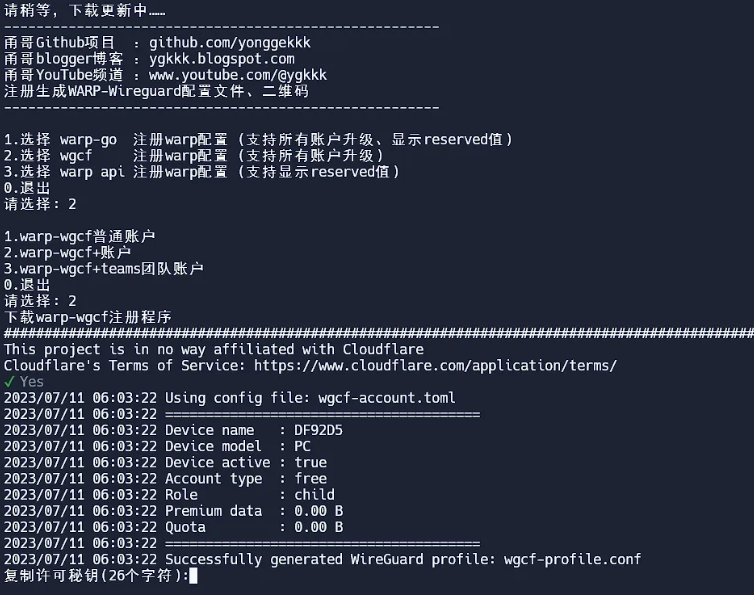 请稍等，下载更新中……
------------------------------------------------------
甬哥Github项目  ：github.com/yonggekkk
甬哥blogger博客 ：ygkkk.blogspot.com
甬哥YouTube频道 ：www.youtube.com/@ygkkk
注册生成WARP-Wireguard配置文件、二维码
------------------------------------------------------
1.选择 warp-go  注册warp配置 (支持所有账户升级、显示reserved值)
2.选择 wgcf     注册warp配置 (支持所有账户升级)
3.选择 warp api 注册warp配置 (支持显示reserved值)
0.退出
请选择: 2
1.warp-wgcf普通账户
2.warp-wgcf+账户
3.warp-wgcf+teams团队账户
0.退出
请选择: 2
下载warp-wgcf注册程序
#############################################################################################
This project is in no way affiliated with Cloudflare
Cloudflare's Terms of Service: https://www.cloudflare.com/application/terms/
✓ Yes
2023/07/11 06:03:22 Using config file: wgcf-account.toml
2023/07/11 06:03:22 =======================================
2023/07/11 06:03:22 Device name   : DF92D5
2023/07/11 06:03:22 Device model  : PC
2023/07/11 06:03:22 Device active : true
2023/07/11 06:03:22 Account type  : free
2023/07/11 06:03:22 Role          : child
2023/07/11 06:03:22 Premium data  : 0.00 B
2023/07/11 06:03:22 Quota         : 0.00 B
2023/07/11 06:03:22 =======================================
2023/07/11 06:03:22 Successfully generated WireGuard profile: wgcf-profile.conf
复制许可秘钥(26个字符):